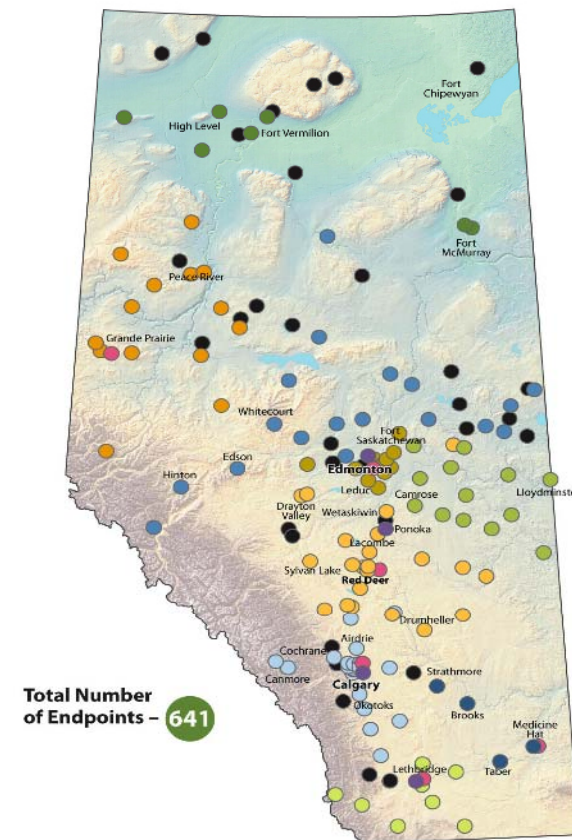 Fort
Chipewyan
High Level
Fort Vermilion
Fort
McMurray
Peace River
Grande Prairie
Whitecourt
Fort
Saskatchewan
Edson
Edmonton
Hinton
Leduc
Camrose
Lloydminster
Drayton
Valley
Wetaskiwin
Ponoka
Lacombe
Sylvan Lake
Red Deer
Drumheller
Airdrie
Cochrane
Canmore
Calgary
Strathmore
Okotoks
Brooks
Total Number
of Endpoints – 641
Medicine
Hat
Lethbridge
Taber